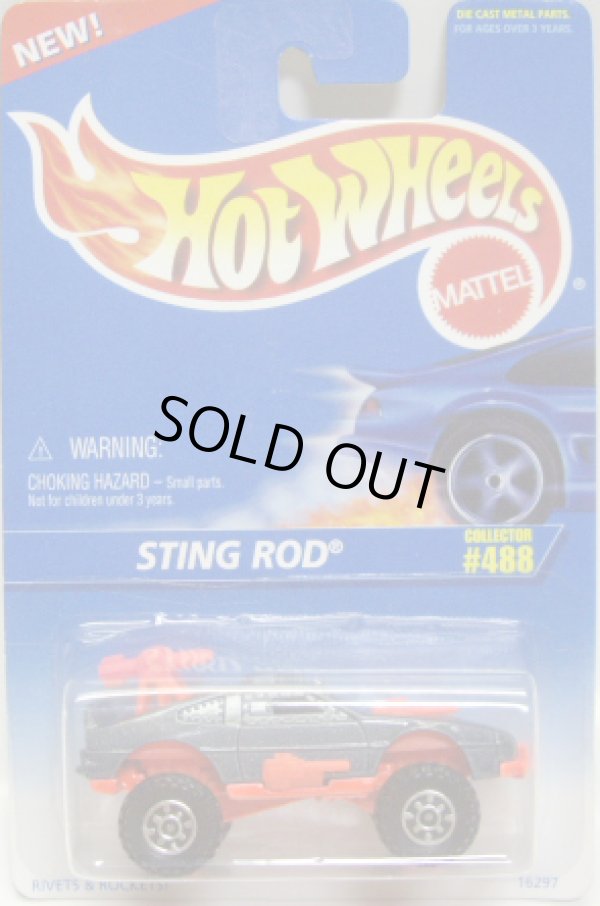 NEW!
DIE CAST METAL PARTS.
FOR AGES OVER 3 YEARS.
HOT WHEELS
MATTEL
®
SOLD OUT
⚠ WARNING:
CHOKING HAZARD – Small parts.
Not for children under 3 years.
STING ROD®
COLLECTOR
#488
RIVETS & ROCKETS!
16297